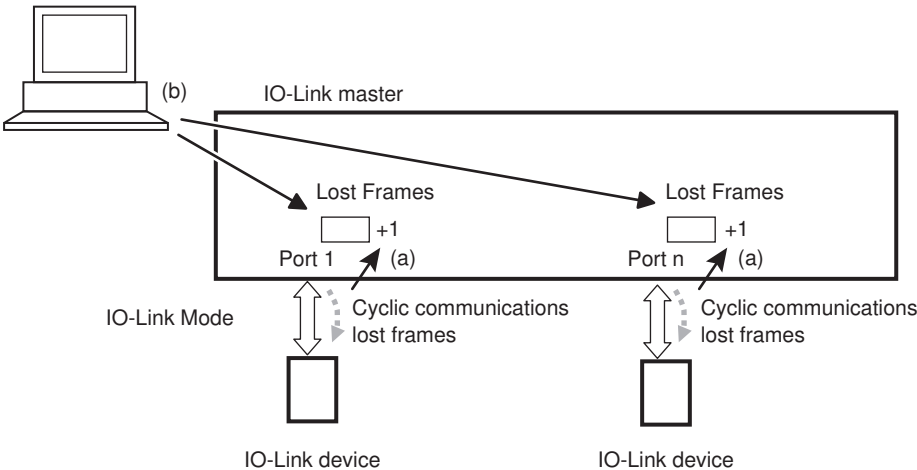 (b)
IO-Link master
Lost Frames
Lost Frames
+1
+1
Port 1
(a)
Port n
(a)
IO-Link Mode
Cyclic communications
lost frames
Cyclic communications
lost frames
IO-Link device
IO-Link device